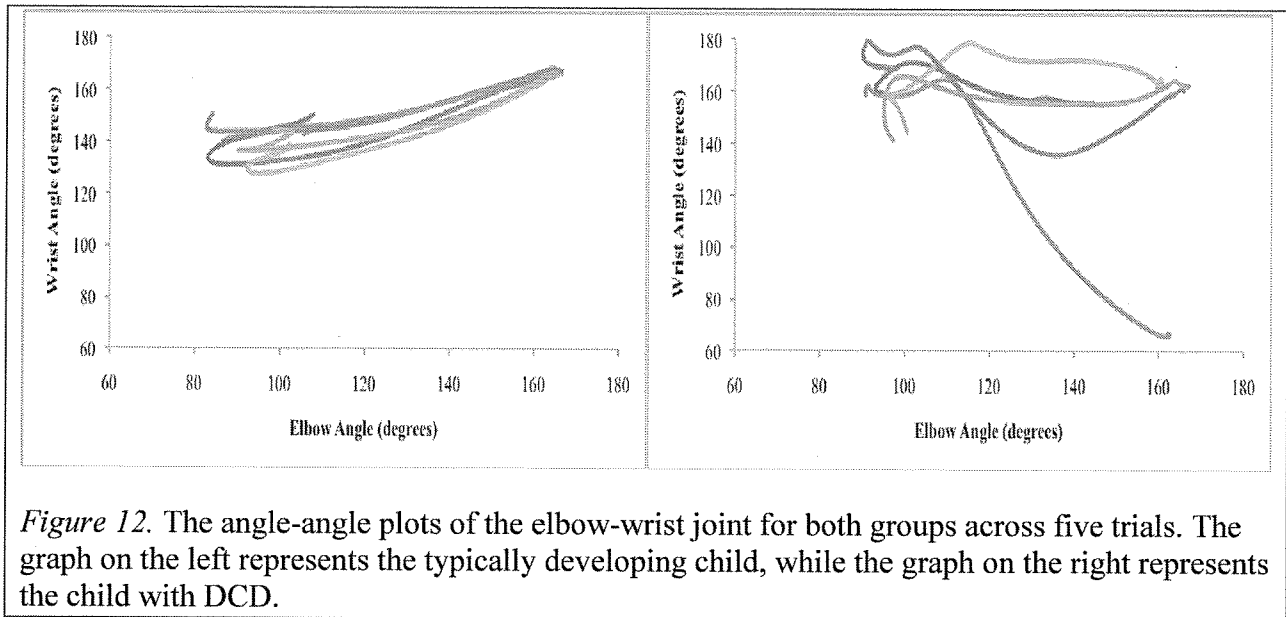 180
160
140
120
100
80
60
Wrist Angle (degrees)
60 80 100 120 140 160 180
Elbow Angle (degrees)
180
160
140
120
100
80
60
Wrist Angle (degrees)
60 80 100 120 140 160 180
Elbow Angle (degrees)
Figure 12. The angle-angle plots of the elbow-wrist joint for both groups across five trials. The
graph on the left represents the typically developing child, while the graph on the right represents
the child with DCD.